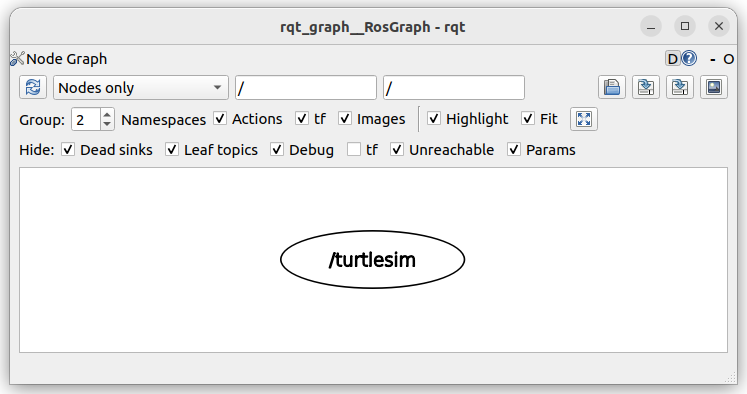 rqt_graph__RosGraph - rqt
Node Graph D ? - O
Nodes only / /
Group: 2 Namespaces Actions tf Images Highlight Fit
Hide: Dead sinks Leaf topics Debug tf Unreachable Params
/turtlesim